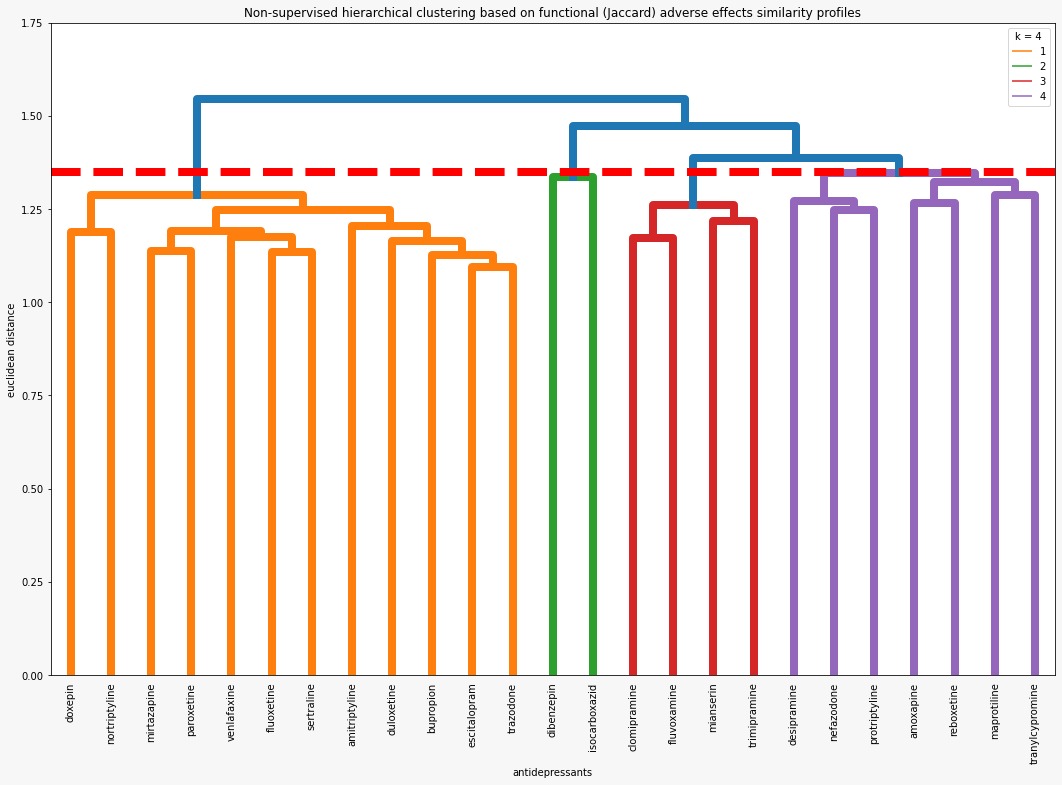 Non-supervised hierarchical clustering based on functional (Jaccard) adverse effects similarity profiles
k = 4
1
2
3
4
1.75
1.50
1.25
1.00
0.75
0.50
0.25
0.00
euclidean distance
doxepin
nortriptyline
mirtazapine
paroxetine
venlafaxine
fluoxetine
sertraline
amitriptyline
duloxetine
bupropion
escitalopram
trazodone
dibenzepin
isocarboxazid
clomipramine
fluvoxamine
mianserin
trimipramine
desipramine
nefazodone
protriptyline
amoxapine
reboxetine
maprotiline
tranylcypromine
antidepressants